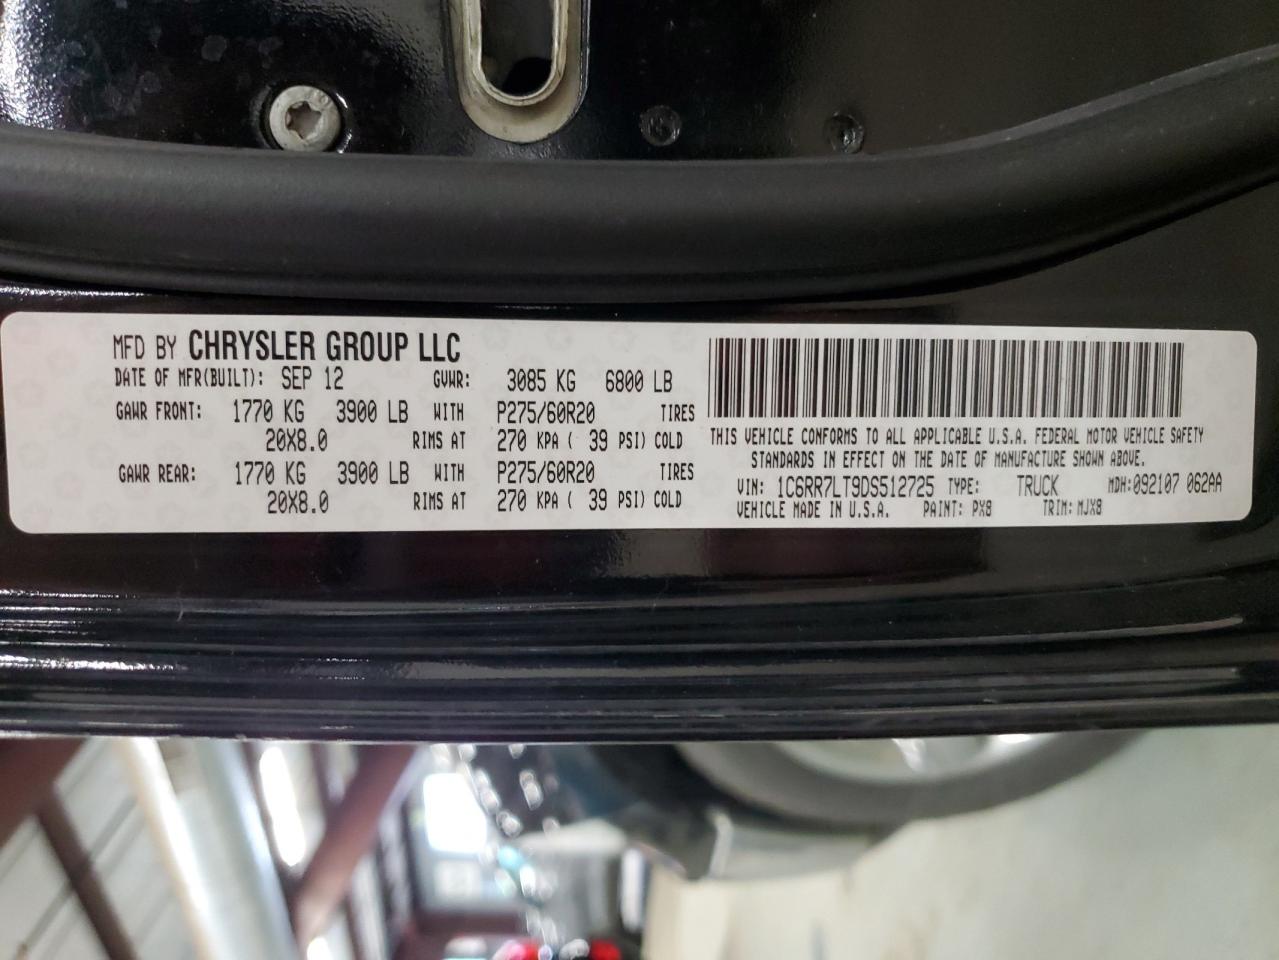 MFD BY CHRYSLER GROUP LLC
DATE OF MFR(BUILT): SEP 12 GVWR: 3085 KG 6800 LB
GAWR FRONT: 1770 KG 3900 LB WITH P275/60R20 TIRES
20X8.0 RIMS AT 270 KPA ( 39 PSI) COLD
GAWR REAR: 1770 KG 3900 LB WITH P275/60R20 TIRES
20X8.0 RIMS AT 270 KPA ( 39 PSI) COLD
THIS VEHICLE CONFORMS TO ALL APPLICABLE U.S.A. FEDERAL MOTOR VEHICLE SAFETY
STANDARDS IN EFFECT ON THE DATE OF MANUFACTURE SHOWN ABOVE.
VIN: 1C6RR7LT9DS512725 TYPE: TRUCK MDH:092107 062AA
VEHICLE MADE IN U.S.A. PAINT: PX8 TRIM: MJX8